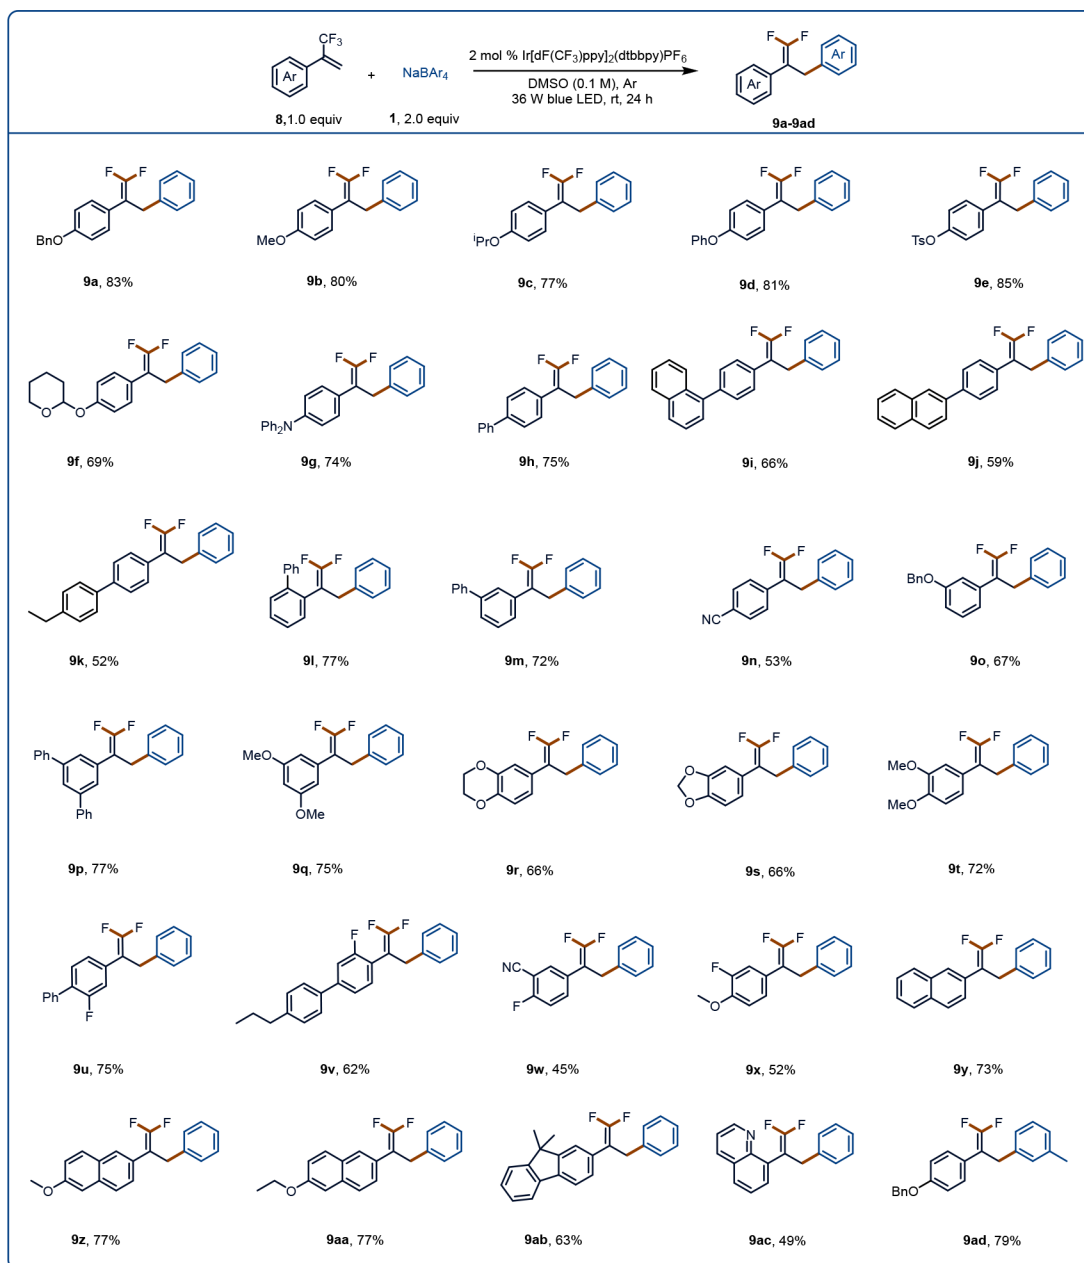 CF3
Ar
+
NaBAr4
2 mol % Ir[dF(CF3)ppy]2(dtbbpy)PF6
DMSO (0.1 M), Ar
36 W blue LED, rt, 24 h
F F
Ar
Ar
8,1.0 equiv
1, 2.0 equiv
9a-9ad
F F
BnO
9a, 83%
F F
MeO
9b, 80%
F F
iPrO
9c, 77%
F F
PhO
9d, 81%
F F
TsO
9e, 85%
F F
O O
9f, 69%
F F
Ph2N
9g, 74%
F F
Ph
9h, 75%
F F
9i, 66%
F F
9j, 59%
F F
9k, 52%
Ph F F
9l, 77%
F F
Ph
9m, 72%
F F
NC
9n, 53%
F F
BnO
9o, 67%
F F
Ph
Ph
9p, 77%
F F
MeO
OMe
9q, 75%
F F
O
O
9r, 66%
F F
O
O
9s, 66%
F F
MeO
MeO
9t, 72%
F F
Ph
F
9u, 75%
F F
F
9v, 62%
F F
NC
F
9w, 45%
F F
F
O
9x, 52%
F F
9y, 73%
F F
O
9z, 77%
F F
O
9aa, 77%
F F
9ab, 63%
F F
N
9ac, 49%
F F
BnO
9ad, 79%